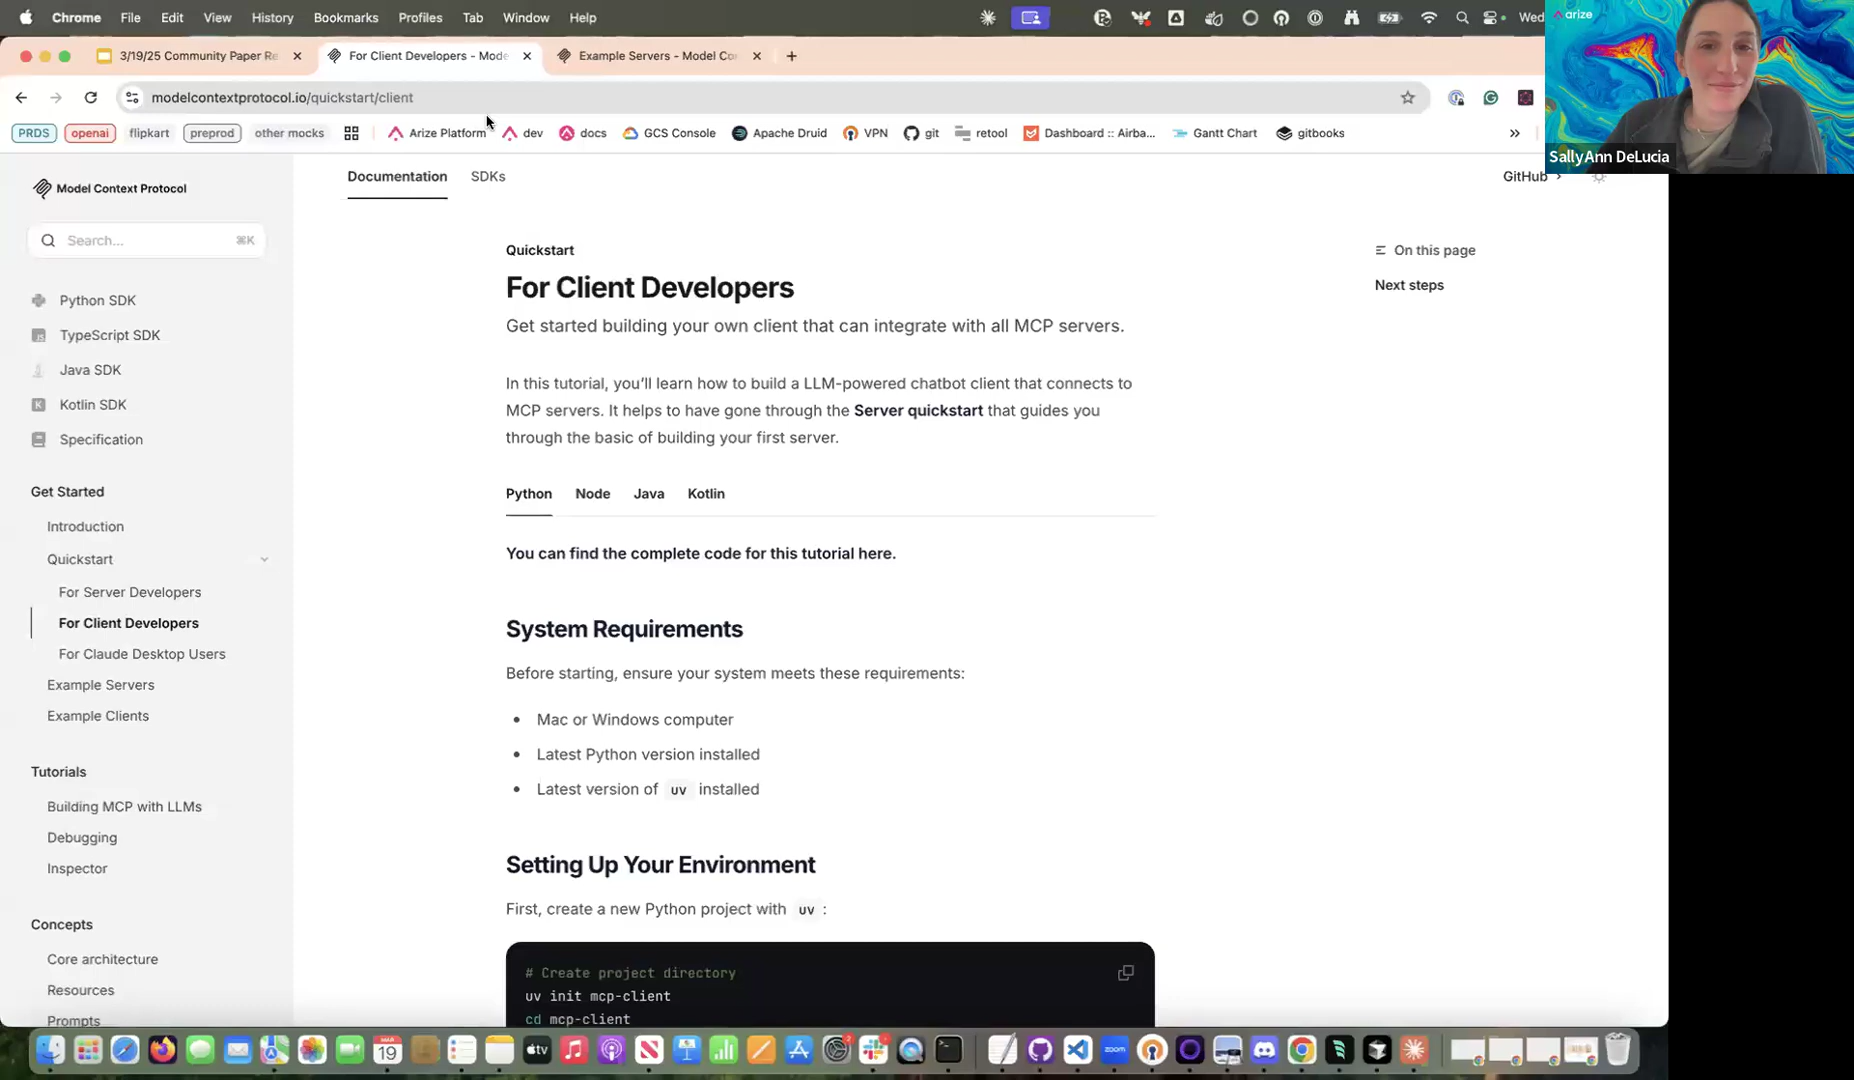 Chrome File Edit View History Bookmarks Profiles Tab Window Help Wed
3/19/25 Community Paper Re
For Client Developers - Mode
Example Servers - Model Co
arize
modelcontextprotocol.io/quickstart/client
PRDS openai flipkart preprod other mocks Arize Platform dev docs GCS Console Apache Druid VPN git retool Dashboard :: Airba... Gantt Chart gitbooks »
SallyAnn DeLucia
Model Context Protocol
Documentation SDKs GitHub ›
Search... ⌘K
Python SDK
TypeScript SDK
Java SDK
Kotlin SDK
Specification
Get Started
Introduction
Quickstart
For Server Developers
For Client Developers
For Claude Desktop Users
Example Servers
Example Clients
Tutorials
Building MCP with LLMs
Debugging
Inspector
Concepts
Core architecture
Resources
Prompts
Quickstart
For Client Developers
Get started building your own client that can integrate with all MCP servers.
In this tutorial, you’ll learn how to build a LLM-powered chatbot client that connects to
MCP servers. It helps to have gone through the Server quickstart that guides you
through the basic of building your first server.
Python Node Java Kotlin
You can find the complete code for this tutorial here.
System Requirements
Before starting, ensure your system meets these requirements:
• Mac or Windows computer
• Latest Python version installed
• Latest version of uv installed
Setting Up Your Environment
First, create a new Python project with uv :
# Create project directory
uv init mcp-client
cd mcp-client
On this page
Next steps
MAR
19
tv
zoom